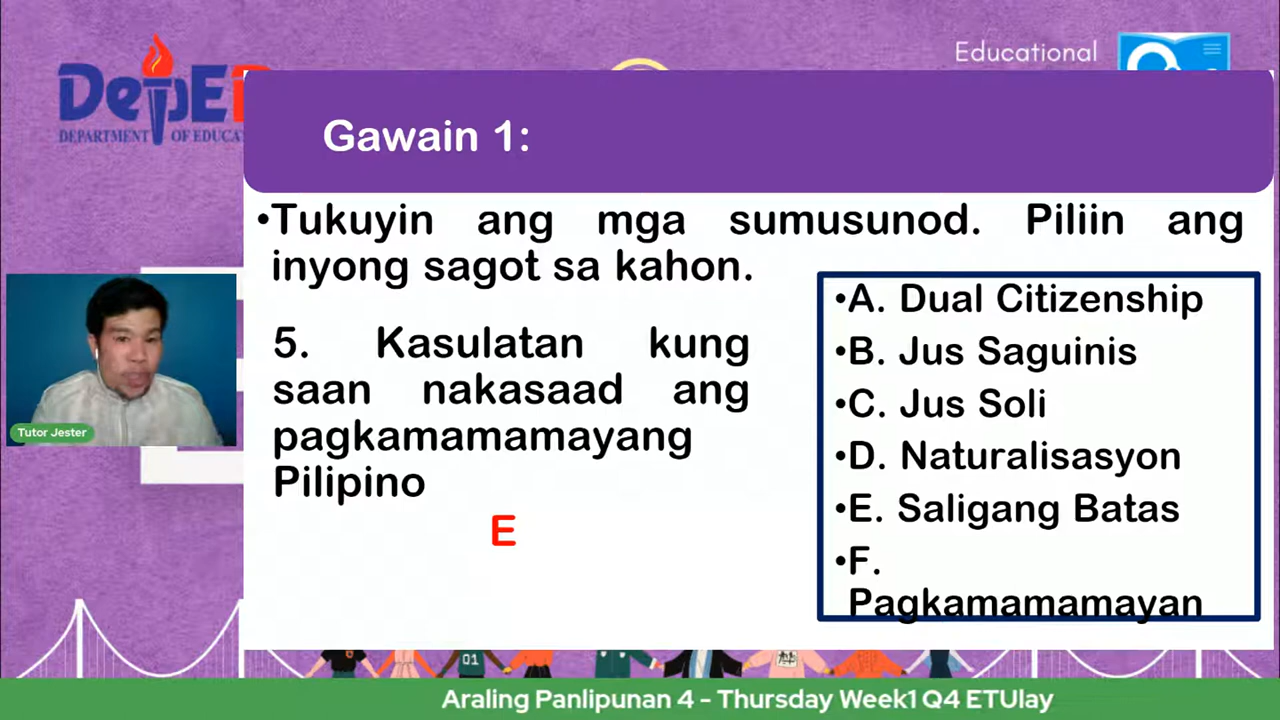 DepED
DEPARTMENT OF EDUCA
Educational
Gawain 1:
•Tukuyin ang mga sumusunod. Piliin ang
inyong sagot sa kahon.
5. Kasulatan kung
saan nakasaad ang
pagkamamamayang
Pilipino
E
•A. Dual Citizenship
•B. Jus Saguinis
•C. Jus Soli
•D. Naturalisasyon
•E. Saligang Batas
•F.
Pagkamamamayan
Tutor Jester
Q1
Araling Panlipunan 4 - Thursday Week1 Q4 ETUlay